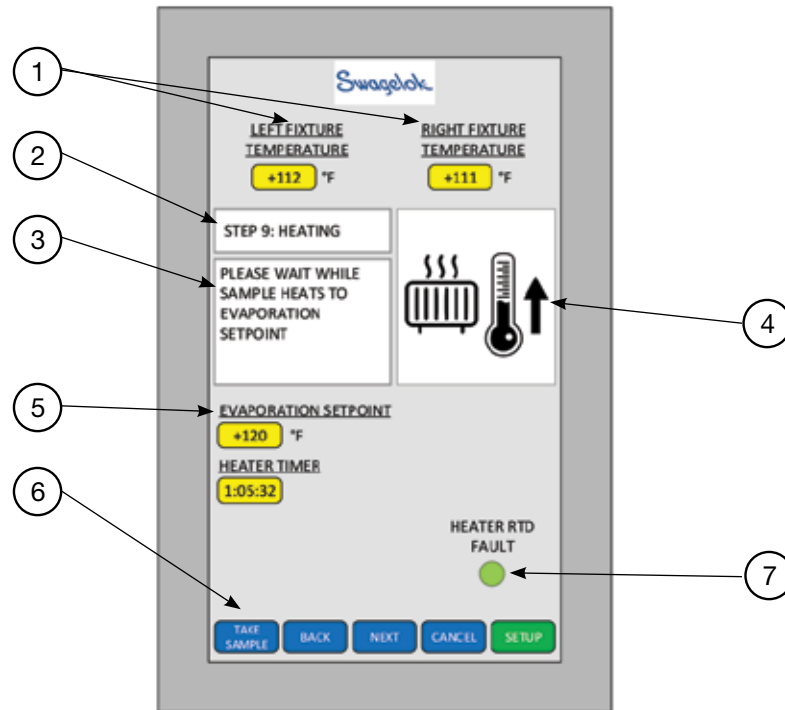 Swagelok
1
LEFT FIXTURE
TEMPERATURE
+112 °F
RIGHT FIXTURE
TEMPERATURE
+111 °F
2
STEP 9: HEATING
3
PLEASE WAIT WHILE
SAMPLE HEATS TO
EVAPORATION
SETPOINT
4
5
EVAPORATION SETPOINT
+120 °F
HEATER TIMER
1:05:32
6
HEATER RTD
FAULT
7
TAKE
SAMPLE
BACK
NEXT
CANCEL
SETUP